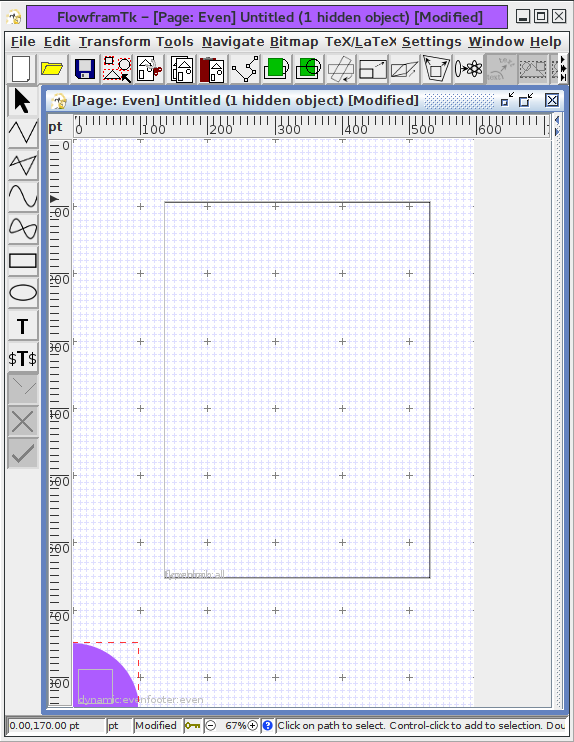 FlowframTk – [Page: Even] Untitled (1 hidden object) [Modified]
File Edit Transform Tools Navigate Bitmap TeX/LaTeX Settings Window Help
[Page: Even] Untitled (1 hidden object) [Modified]
pt 0 100 200 300 400 500 600
0
100
200
300
400
500
600
700
800
T
$T$
dynamic:evenfooter:even
0.00,170.00 pt pt Modified 67% Click on path to select. Control-click to add to selection.